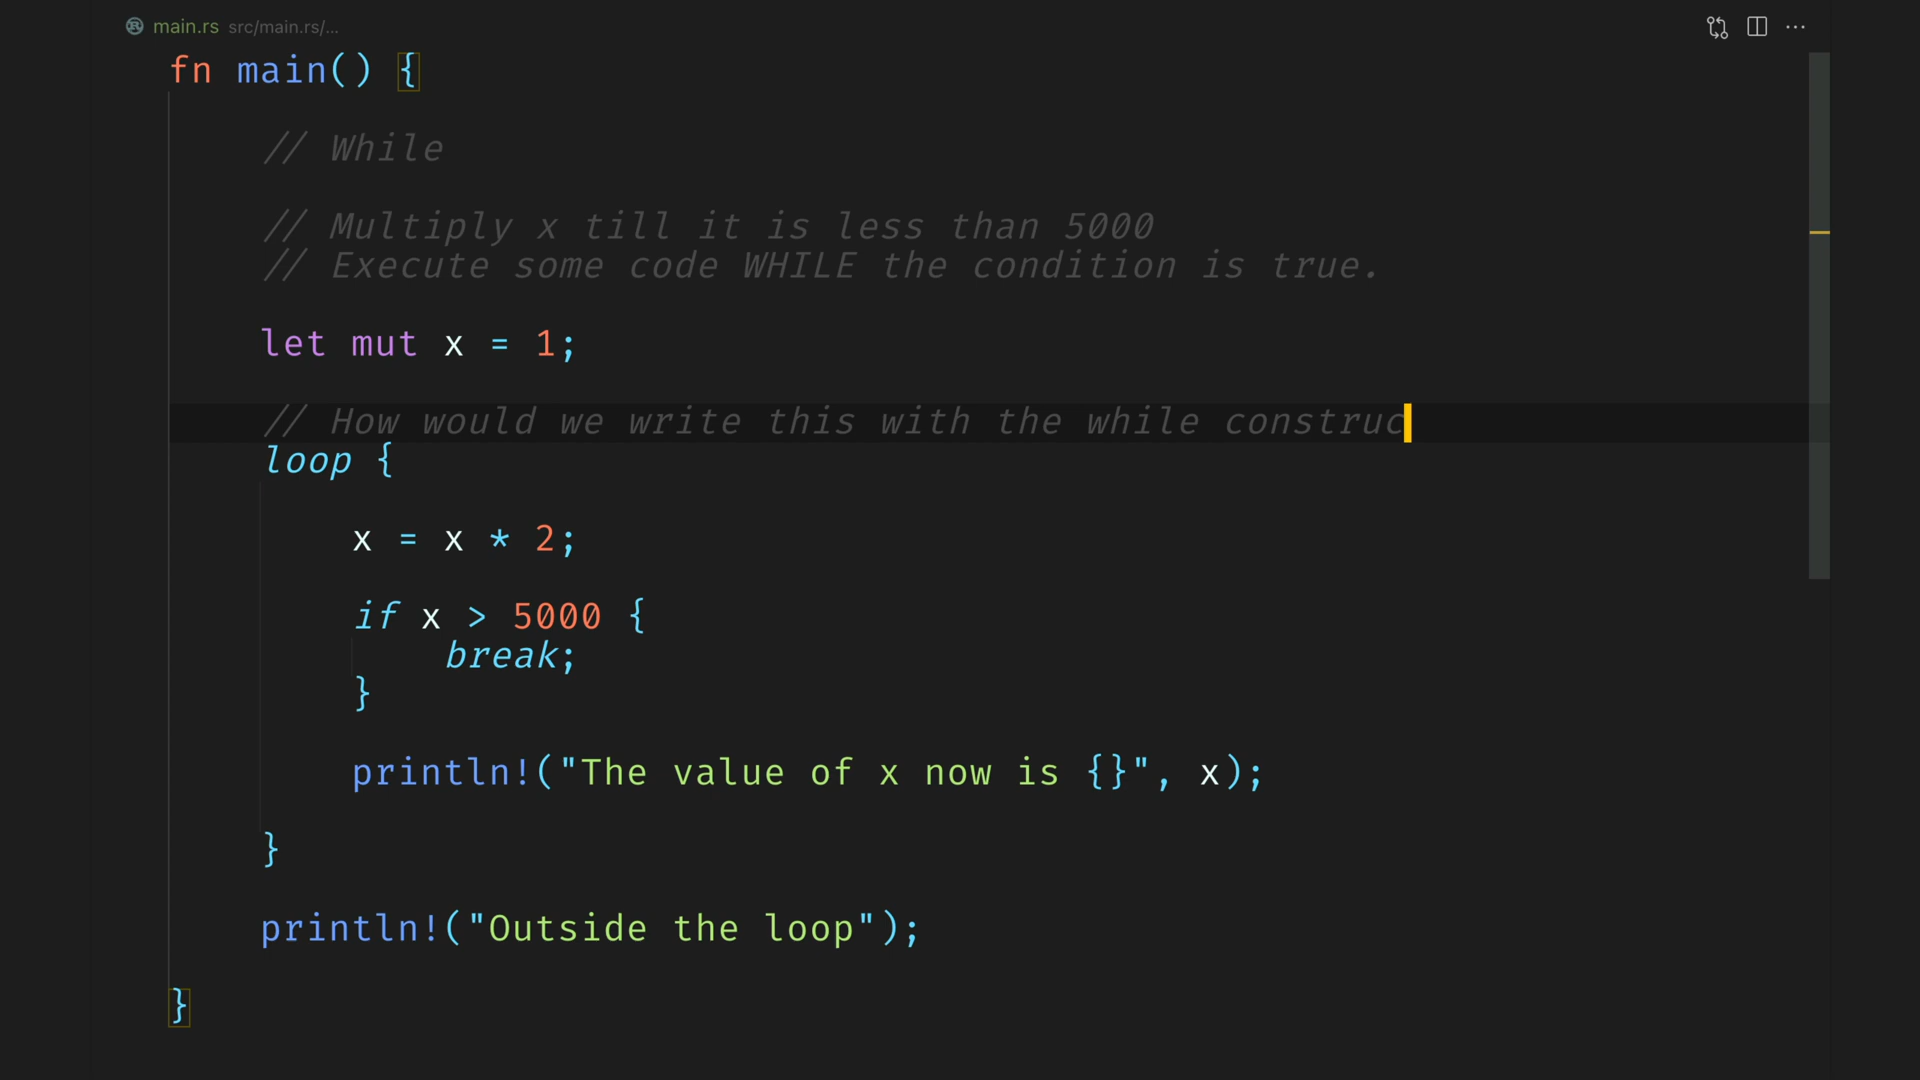 main.rs src/main.rs/...
fn main() {
// While
// Multiply x till it is less than 5000
// Execute some code WHILE the condition is true.
let mut x = 1;
// How would we write this with the while construc
loop {
x = x * 2;
if x > 5000 {
break;
}
println!("The value of x now is {}", x);
}
println!("Outside the loop");
}